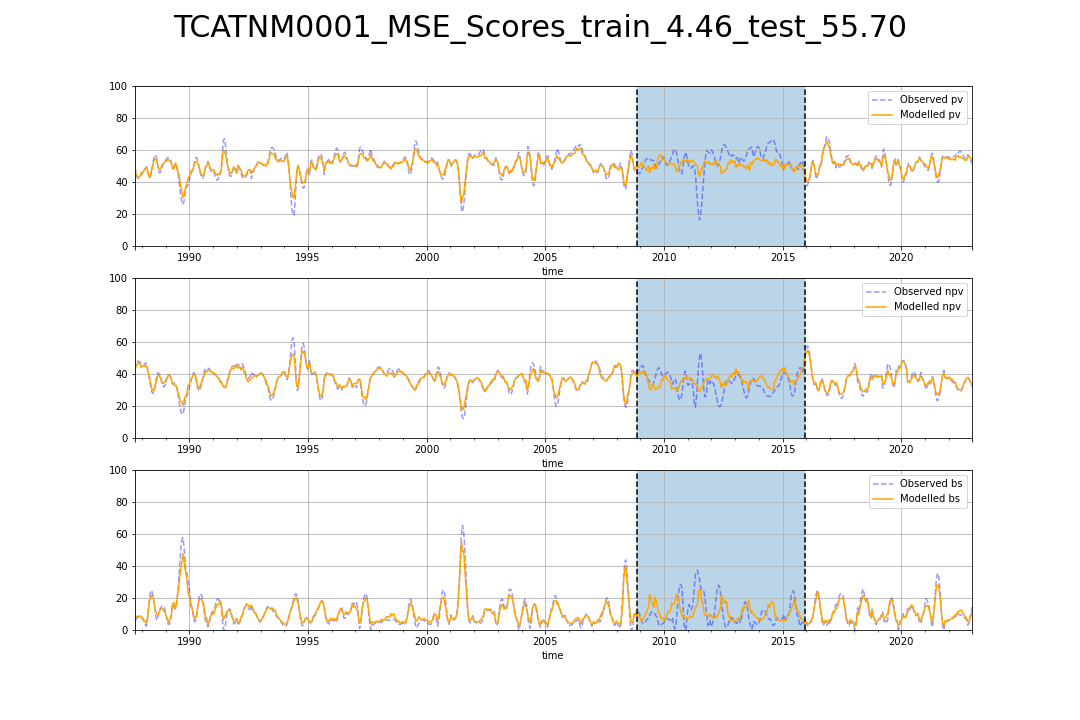 TCATNM0001_MSE_Scores_train_4.46_test_55.70
100
80
60
40
20
0
Observed pv
Modelled pv
1990 1995 2000 2005 2010 2015 2020
time
100
80
60
40
20
0
Observed npv
Modelled npv
1990 1995 2000 2005 2010 2015 2020
time
100
80
60
40
20
0
Observed bs
Modelled bs
1990 1995 2000 2005 2010 2015 2020
time